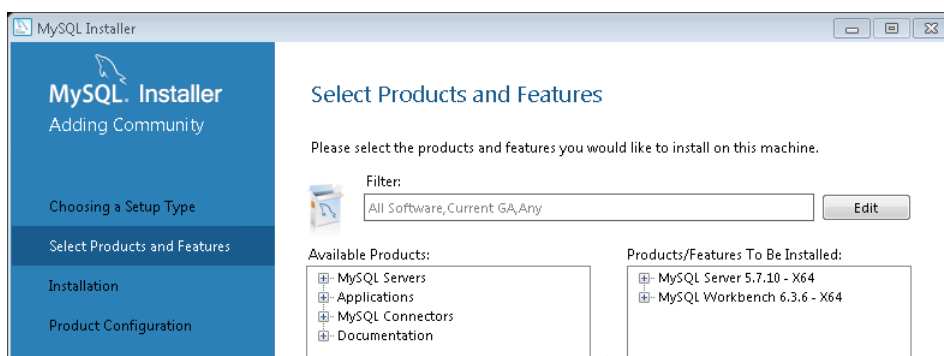 MySQL Installer
MySQL. Installer
Adding Community
Choosing a Setup Type
Select Products and Features
Installation
Product Configuration
Select Products and Features
Please select the products and features you would like to install on this machine.
Filter:
All Software,Current GA,Any
Edit
Available Products:
MySQL Servers
Applications
MySQL Connectors
Documentation
Products/Features To Be Installed:
MySQL Server 5.7.10 - X64
MySQL Workbench 6.3.6 - X64